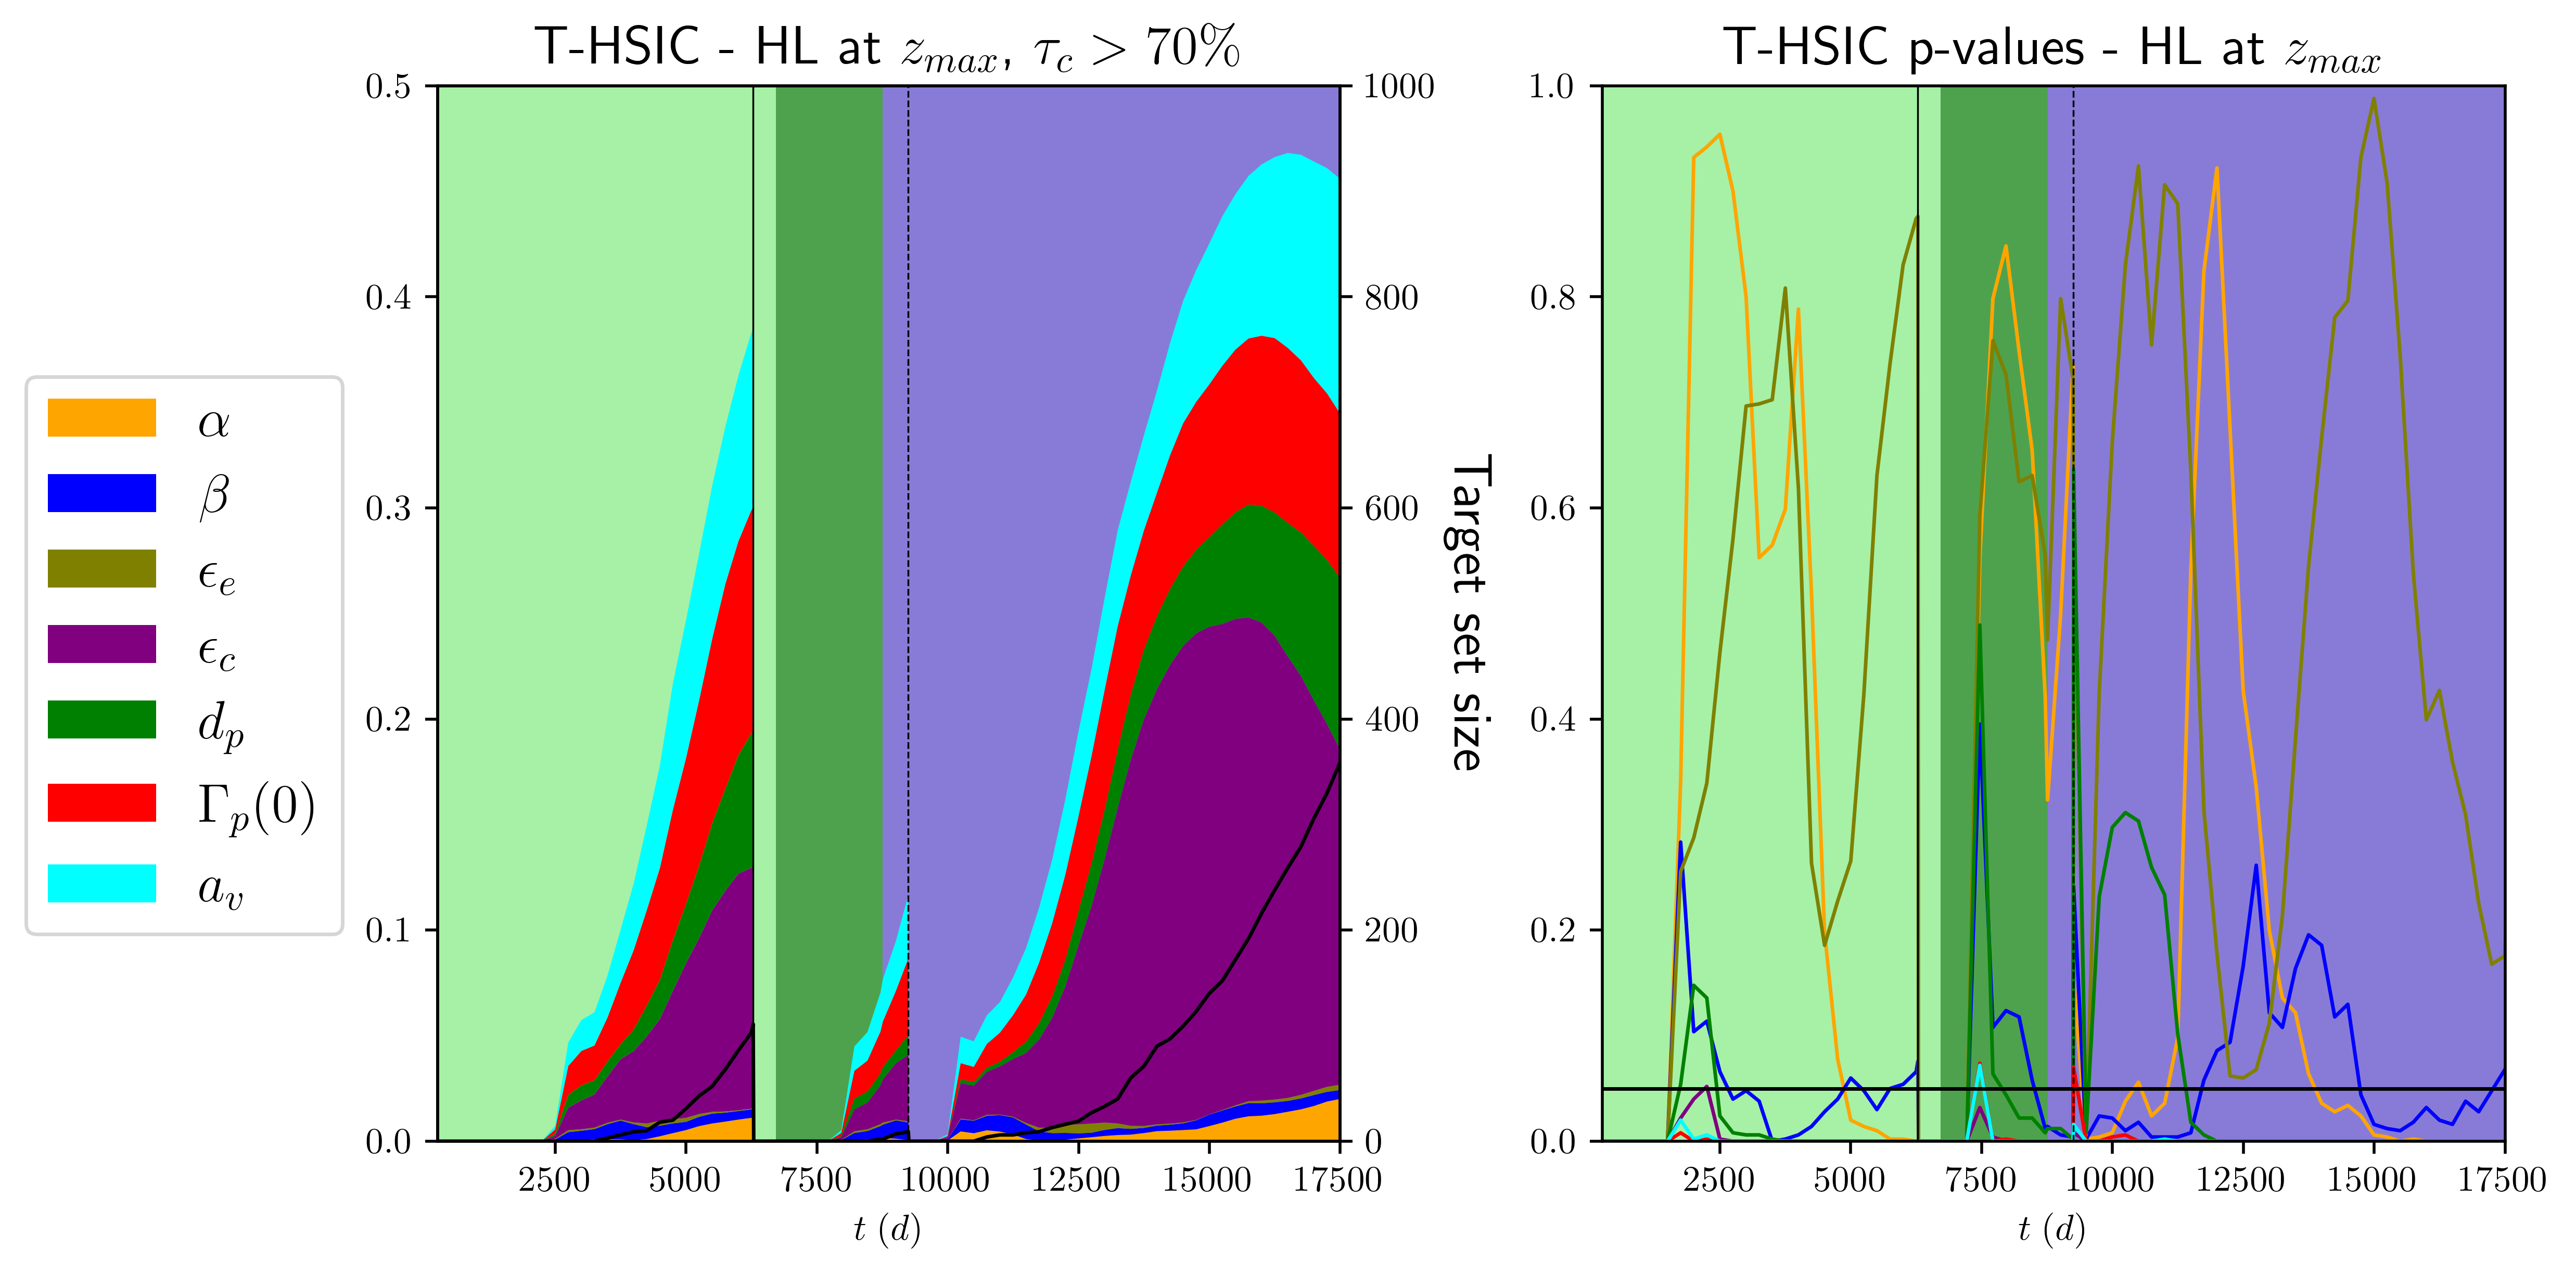 T-HSIC - HL at z_max, τ_c > 70%
T-HSIC p-values - HL at z_max
0.5
0.4
0.3
0.2
0.1
0.0
1000
800
600
400
200
0
Target set size
2500 5000 7500 10000 12500 15000 17500
t (d)
α
β
ϵ_e
ϵ_c
d_p
Γ_p(0)
a_v
1.0
0.8
0.6
0.4
0.2
0.0
2500 5000 7500 10000 12500 15000 17500
t (d)